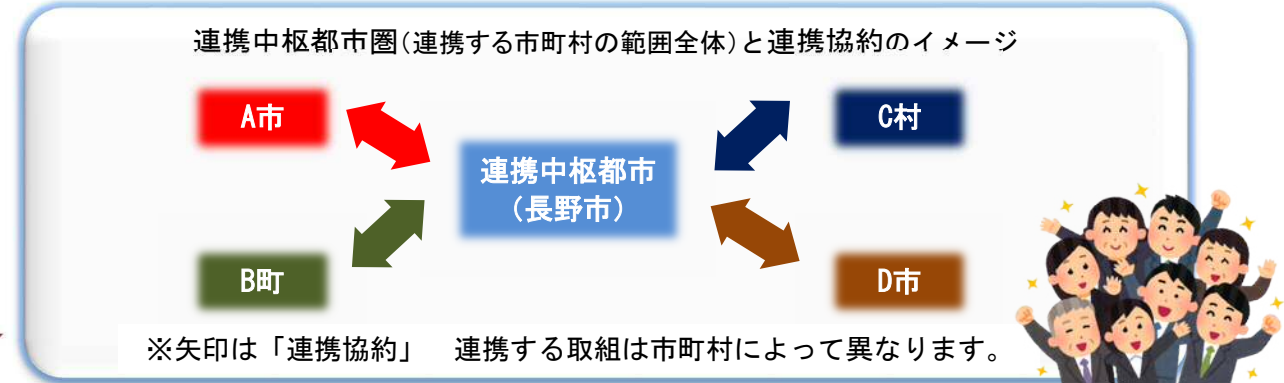 連携中枢都市圏(連携する市町村の範囲全体)と連携協約のイメージ
A市
C村
連携中枢都市
(長野市)
B町
D市
※矢印は「連携協約」 連携する取組は市町村によって異なります。